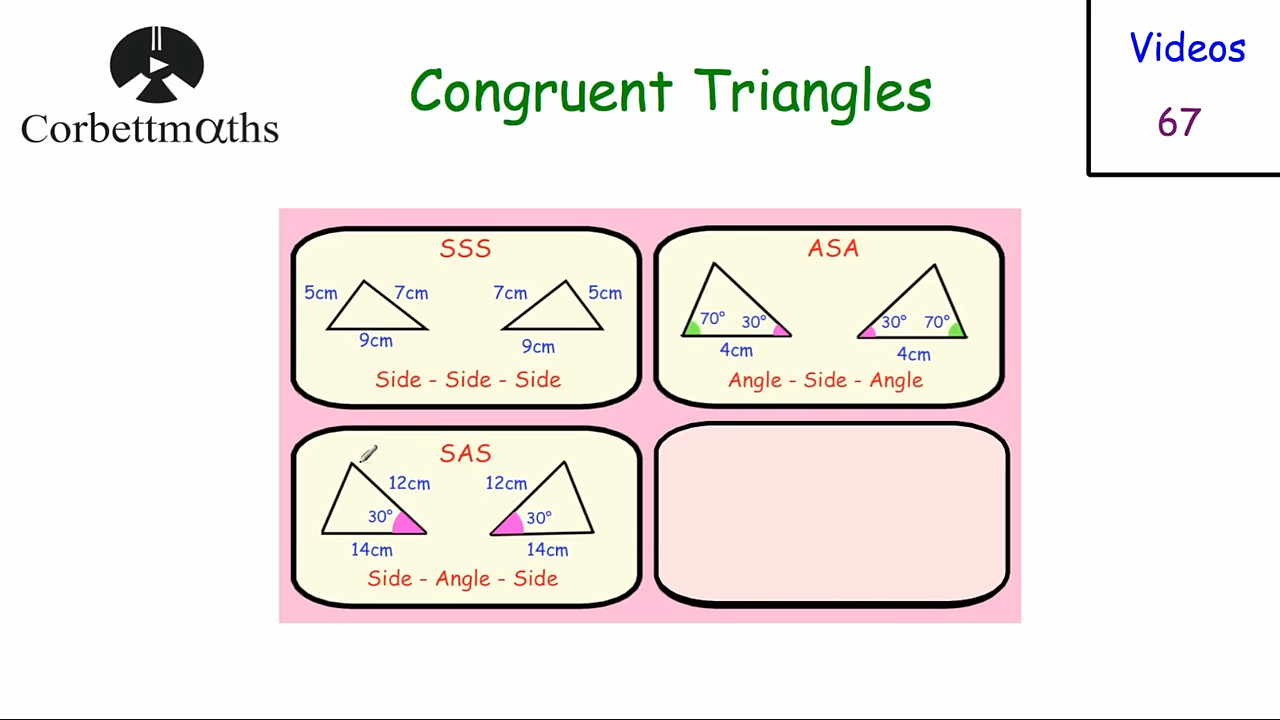 Corbettmαths
Congruent Triangles
Videos
67
SSS
5cm 7cm 7cm 5cm
9cm 9cm
Side - Side - Side
ASA
70° 30° 30° 70°
4cm 4cm
Angle - Side - Angle
SAS
12cm 12cm
30° 30°
14cm 14cm
Side - Angle - Side